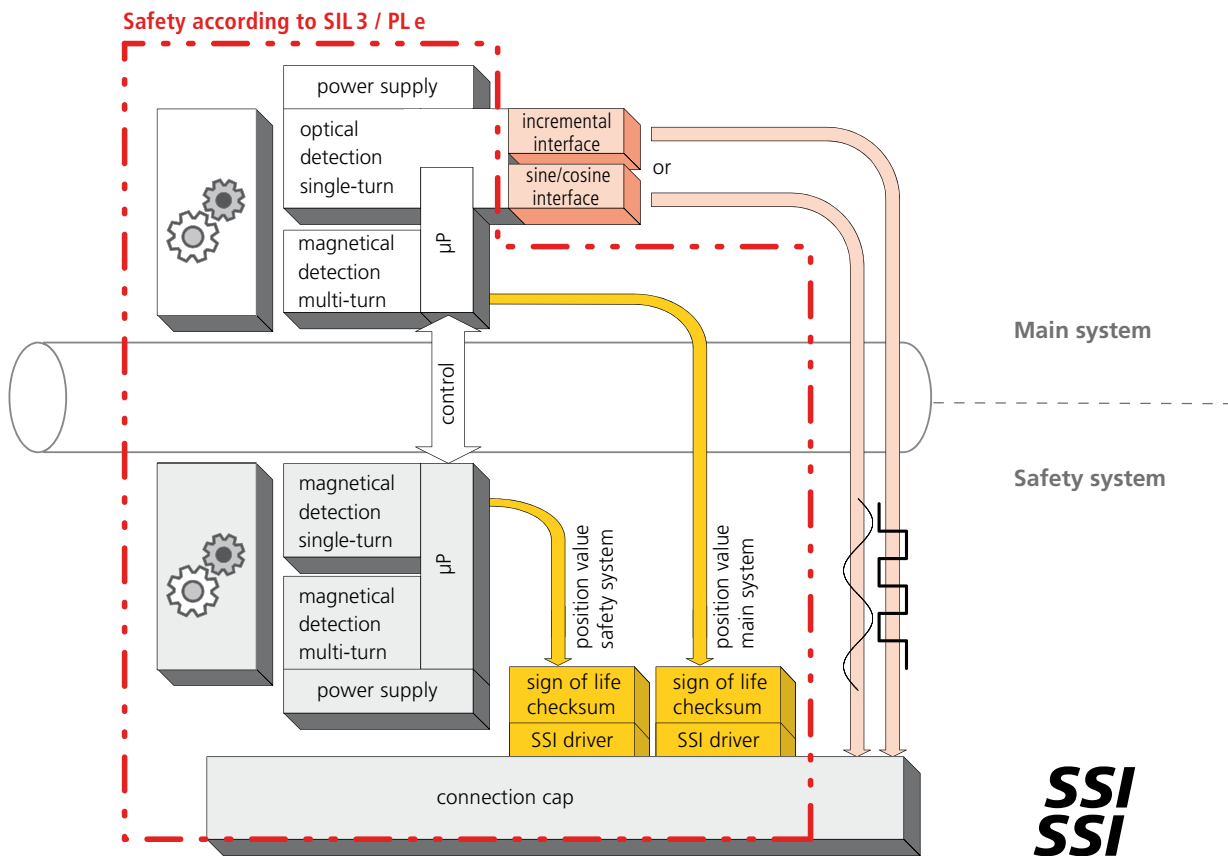 Safety according to SIL 3 / PL e
power supply
optical
detection
single-turn
incremental
interface
or
sine/cosine
interface
µP
magnetical
detection
multi-turn
Main system
control
Safety system
magnetical
detection
single-turn
µP
magnetical
detection
multi-turn
power supply
position value
safety system
position value
main system
sign of life
checksum
SSI driver
sign of life
checksum
SSI driver
connection cap
SSI
SSI